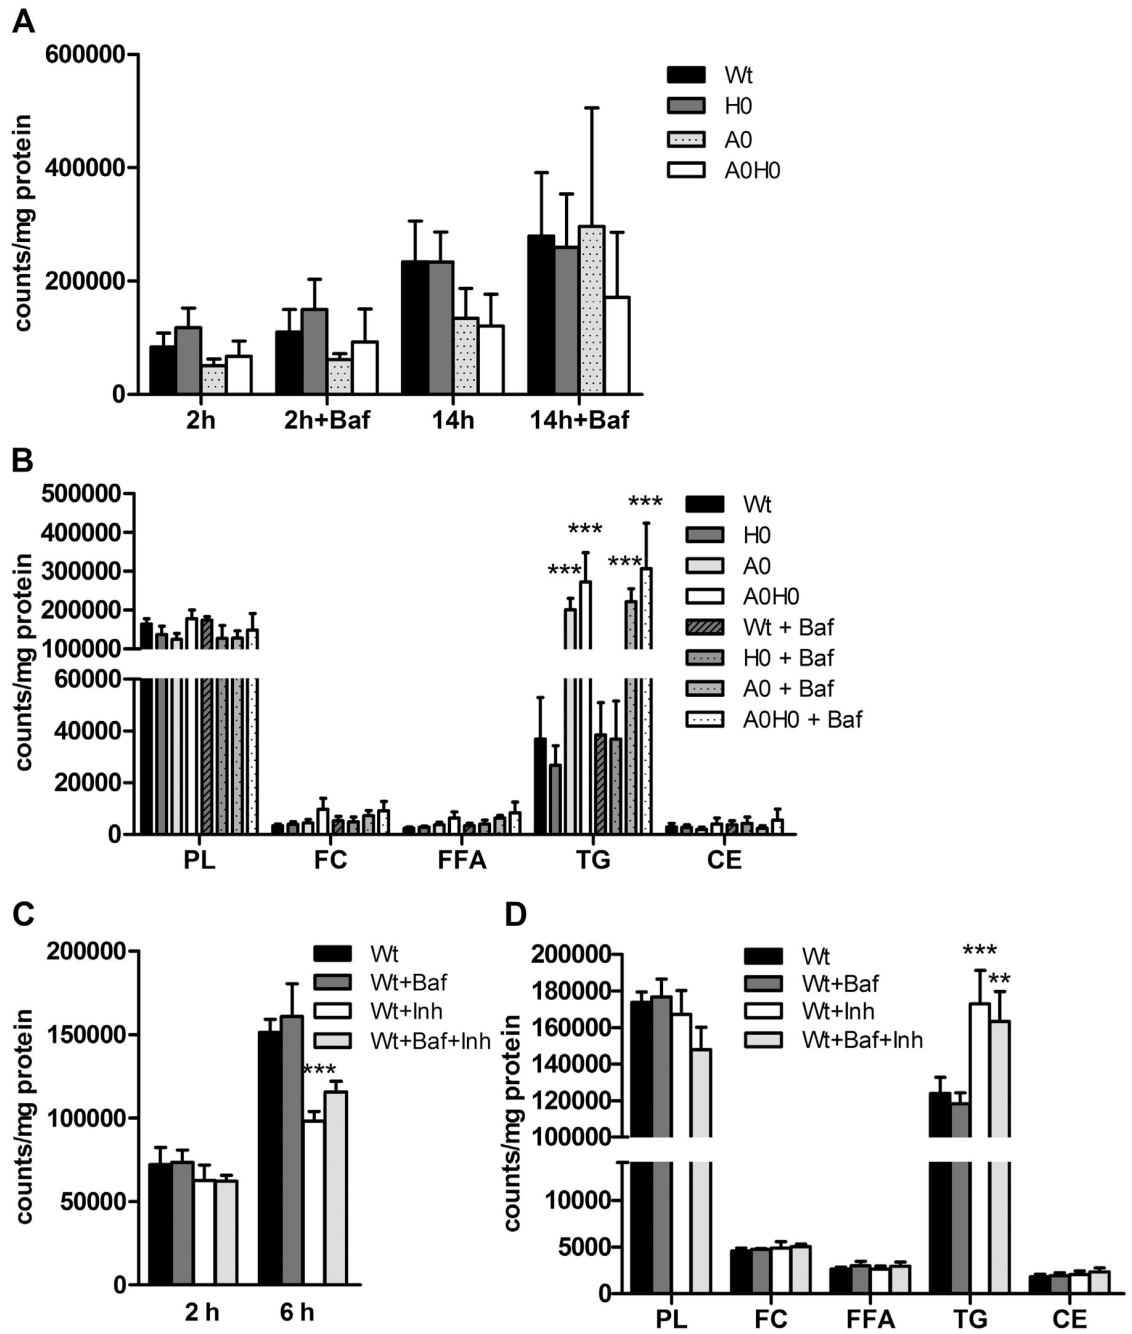 A
600000
400000
200000
0
counts/mg protein
2h
2h+Baf
14h
14h+Baf
Wt
H0
A0
A0H0
B
500000
400000
300000
200000
100000
60000
40000
20000
0
counts/mg protein
***
***
***
***
PL
FC
FFA
TG
CE
Wt
H0
A0
A0H0
Wt + Baf
H0 + Baf
A0 + Baf
A0H0 + Baf
C
200000
150000
100000
50000
0
counts/mg protein
***
2 h
6 h
Wt
Wt+Baf
Wt+Inh
Wt+Baf+Inh
D
200000
180000
160000
140000
120000
100000
10000
5000
0
counts/mg protein
***
**
PL
FC
FFA
TG
CE
Wt
Wt+Baf
Wt+Inh
Wt+Baf+Inh